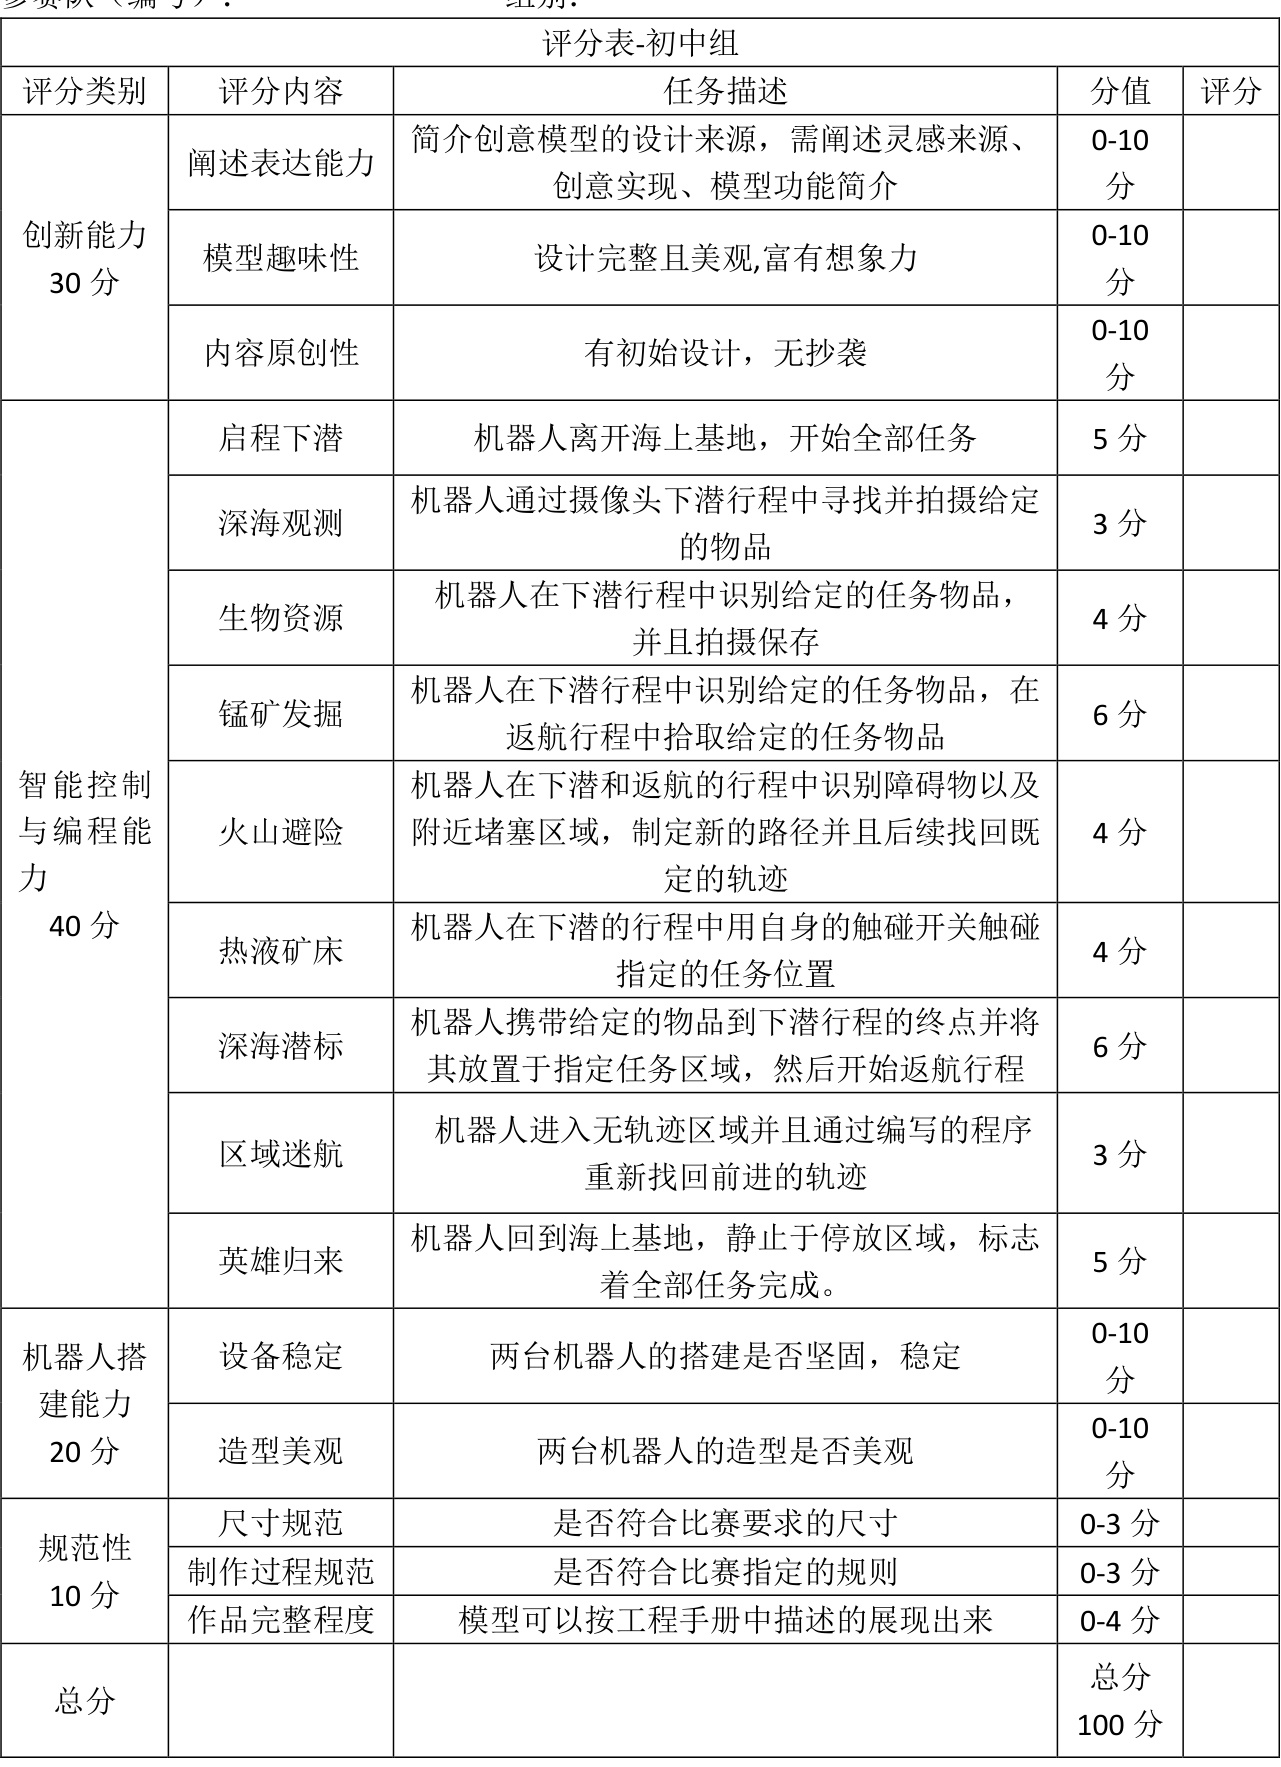 参赛队（编号）： 组别：
评分表-初中组
评分类别 评分内容 任务描述 分值 评分
创新能力
30 分
阐述表达能力
简介创意模型的设计来源，需阐述灵感来源、
创意实现、模型功能简介
0-10
分
模型趣味性
设计完整且美观,富有想象力
0-10
分
内容原创性
有初始设计，无抄袭
0-10
分
智能控制
与编程能
力
40 分
启程下潜
机器人离开海上基地，开始全部任务
5 分
深海观测
机器人通过摄像头下潜行程中寻找并拍摄给定
的物品
3 分
生物资源
机器人在下潜行程中识别给定的任务物品，
并且拍摄保存
4 分
锰矿发掘
机器人在下潜行程中识别给定的任务物品，在
返航行程中拾取给定的任务物品
6 分
火山避险
机器人在下潜和返航的行程中识别障碍物以及
附近堵塞区域，制定新的路径并且后续找回既
定的轨迹
4 分
热液矿床
机器人在下潜的行程中用自身的触碰开关触碰
指定的任务位置
4 分
深海潜标
机器人携带给定的物品到下潜行程的终点并将
其放置于指定任务区域，然后开始返航行程
6 分
区域迷航
机器人进入无轨迹区域并且通过编写的程序
重新找回前进的轨迹
3 分
英雄归来
机器人回到海上基地，静止于停放区域，标志
着全部任务完成。
5 分
机器人搭
建能力
20 分
设备稳定
两台机器人的搭建是否坚固，稳定
0-10
分
造型美观
两台机器人的造型是否美观
0-10
分
规范性
10 分
尺寸规范
是否符合比赛要求的尺寸
0-3 分
制作过程规范
是否符合比赛指定的规则
0-3 分
作品完整程度
模型可以按工程手册中描述的展现出来
0-4 分
总分
总分
100 分